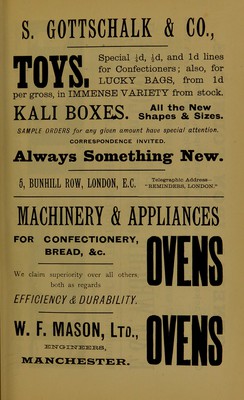 S. GOTTSCHALK & CO.,
TOYS, Special ¼d, ½d, and 1d lines
for Confectioners; also, for
LUCKY BAGS, from 1d
per gross, in IMMENSE VARIETY from stock.
KALI BOXES. All the New
Shapes & Sizes.
SAMPLE ORDERS for any given amount have special attention.
CORRESPONDENCE INVITED.
Always Something New.
5, BUNHILL ROW, LONDON, E.C. Telegraphic Address—
"REMINDERS, LONDON."
MACHINERY & APPLIANCES
FOR CONFECTIONERY,
BREAD, &c.
OVENS
We claim superiority over all others
both as regards
EFFICIENCY & DURABILITY.
W. F. MASON, LTD.,
ENGINEERS,
MANCHESTER.
OVENS